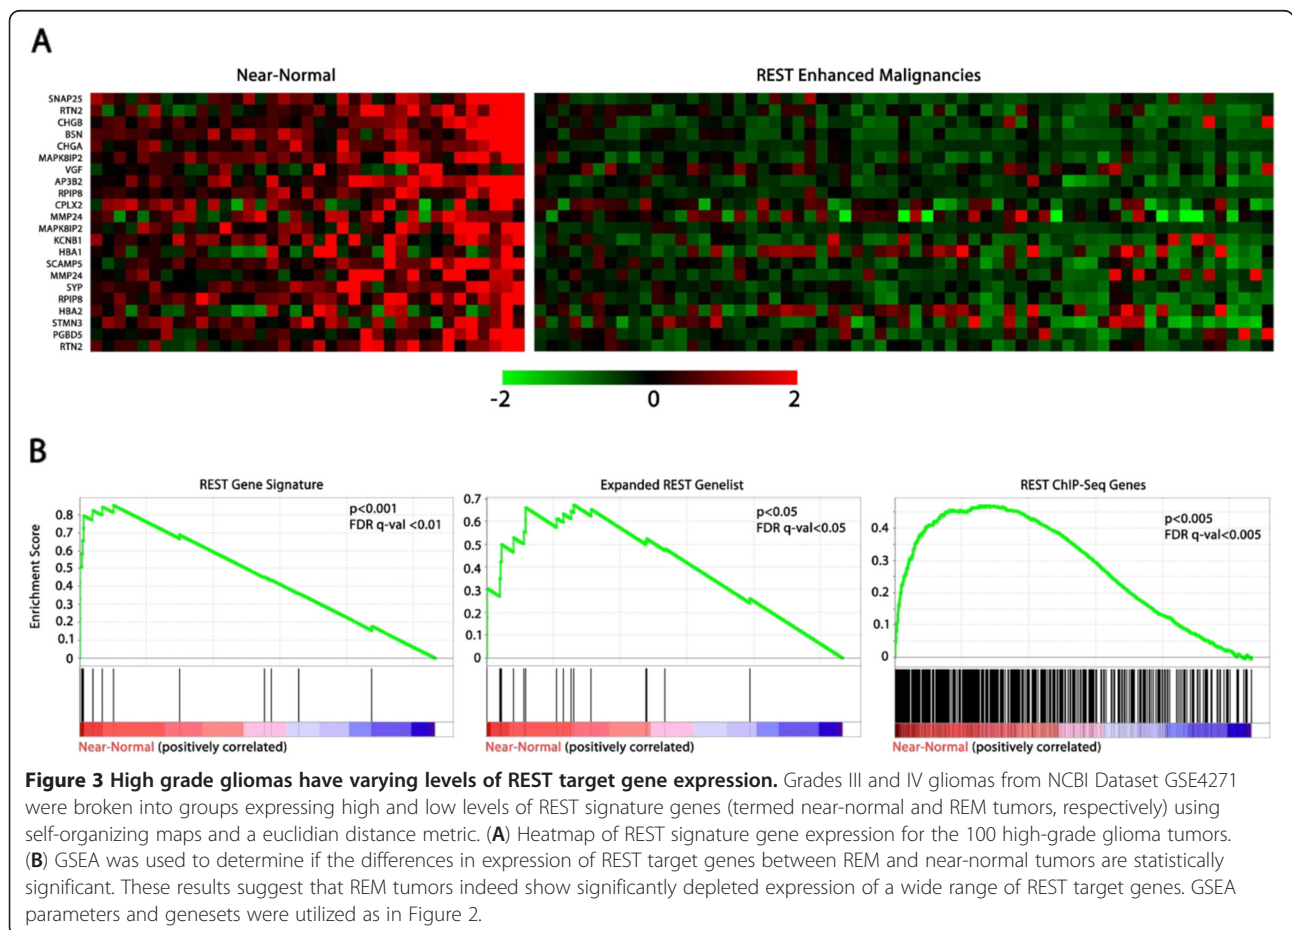 A
Near-Normal
REST Enhanced Malignancies
SNAP25
RTN2
CHGB
BSN
CHGA
MAPK8IP2
VGF
AP3B2
RPIP8
CPLX2
MMP24
MAPK8IP2
KCNB1
HBA1
SCAMP5
MMP24
SYP
RPIP8
HBA2
STMN3
PGBD5
RTN2
-2
0
2
B
REST Gene Signature
Enrichment Score
0.8
0.7
0.6
0.5
0.4
0.3
0.2
0.1
0
p<0.001
FDR q-val <0.01
Near-Normal (positively correlated)
Expanded REST Genelist
0.7
0.6
0.5
0.4
0.3
0.2
0.1
0
p<0.05
FDR q-val<0.05
Near-Normal (positively correlated)
REST ChIP-Seq Genes
0.4
0.3
0.2
0.1
0
p<0.005
FDR q-val<0.005
Near-Normal (positively correlated)
Figure 3 High grade gliomas have varying levels of REST target gene expression. Grades III and IV gliomas from NCBI Dataset GSE4271
were broken into groups expressing high and low levels of REST signature genes (termed near-normal and REM tumors, respectively) using
self-organizing maps and a euclidian distance metric. (A) Heatmap of REST signature gene expression for the 100 high-grade glioma tumors.
(B) GSEA was used to determine if the differences in expression of REST target genes between REM and near-normal tumors are statistically
significant. These results suggest that REM tumors indeed show significantly depleted expression of a wide range of REST target genes. GSEA
parameters and genesets were utilized as in Figure 2.